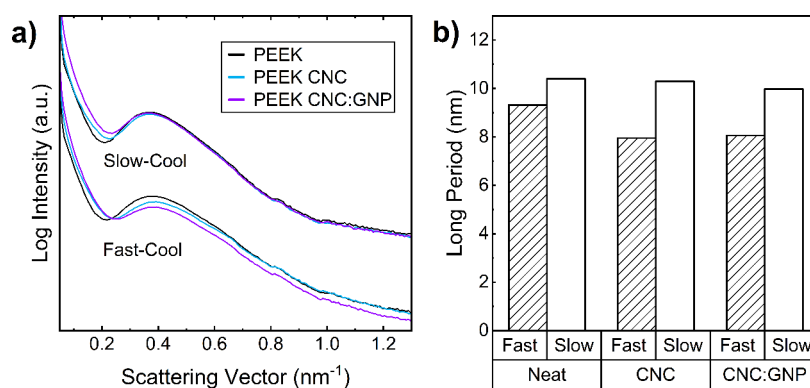 a)
PEEK
PEEK CNC
PEEK CNC:GNP
Slow-Cool
Fast-Cool
Log Intensity (a.u.)
0.2 0.4 0.6 0.8 1.0 1.2
Scattering Vector (nm-1)
b)
12
10
8
6
4
2
0
Long Period (nm)
Fast Slow Fast Slow Fast Slow
Neat CNC CNC:GNP